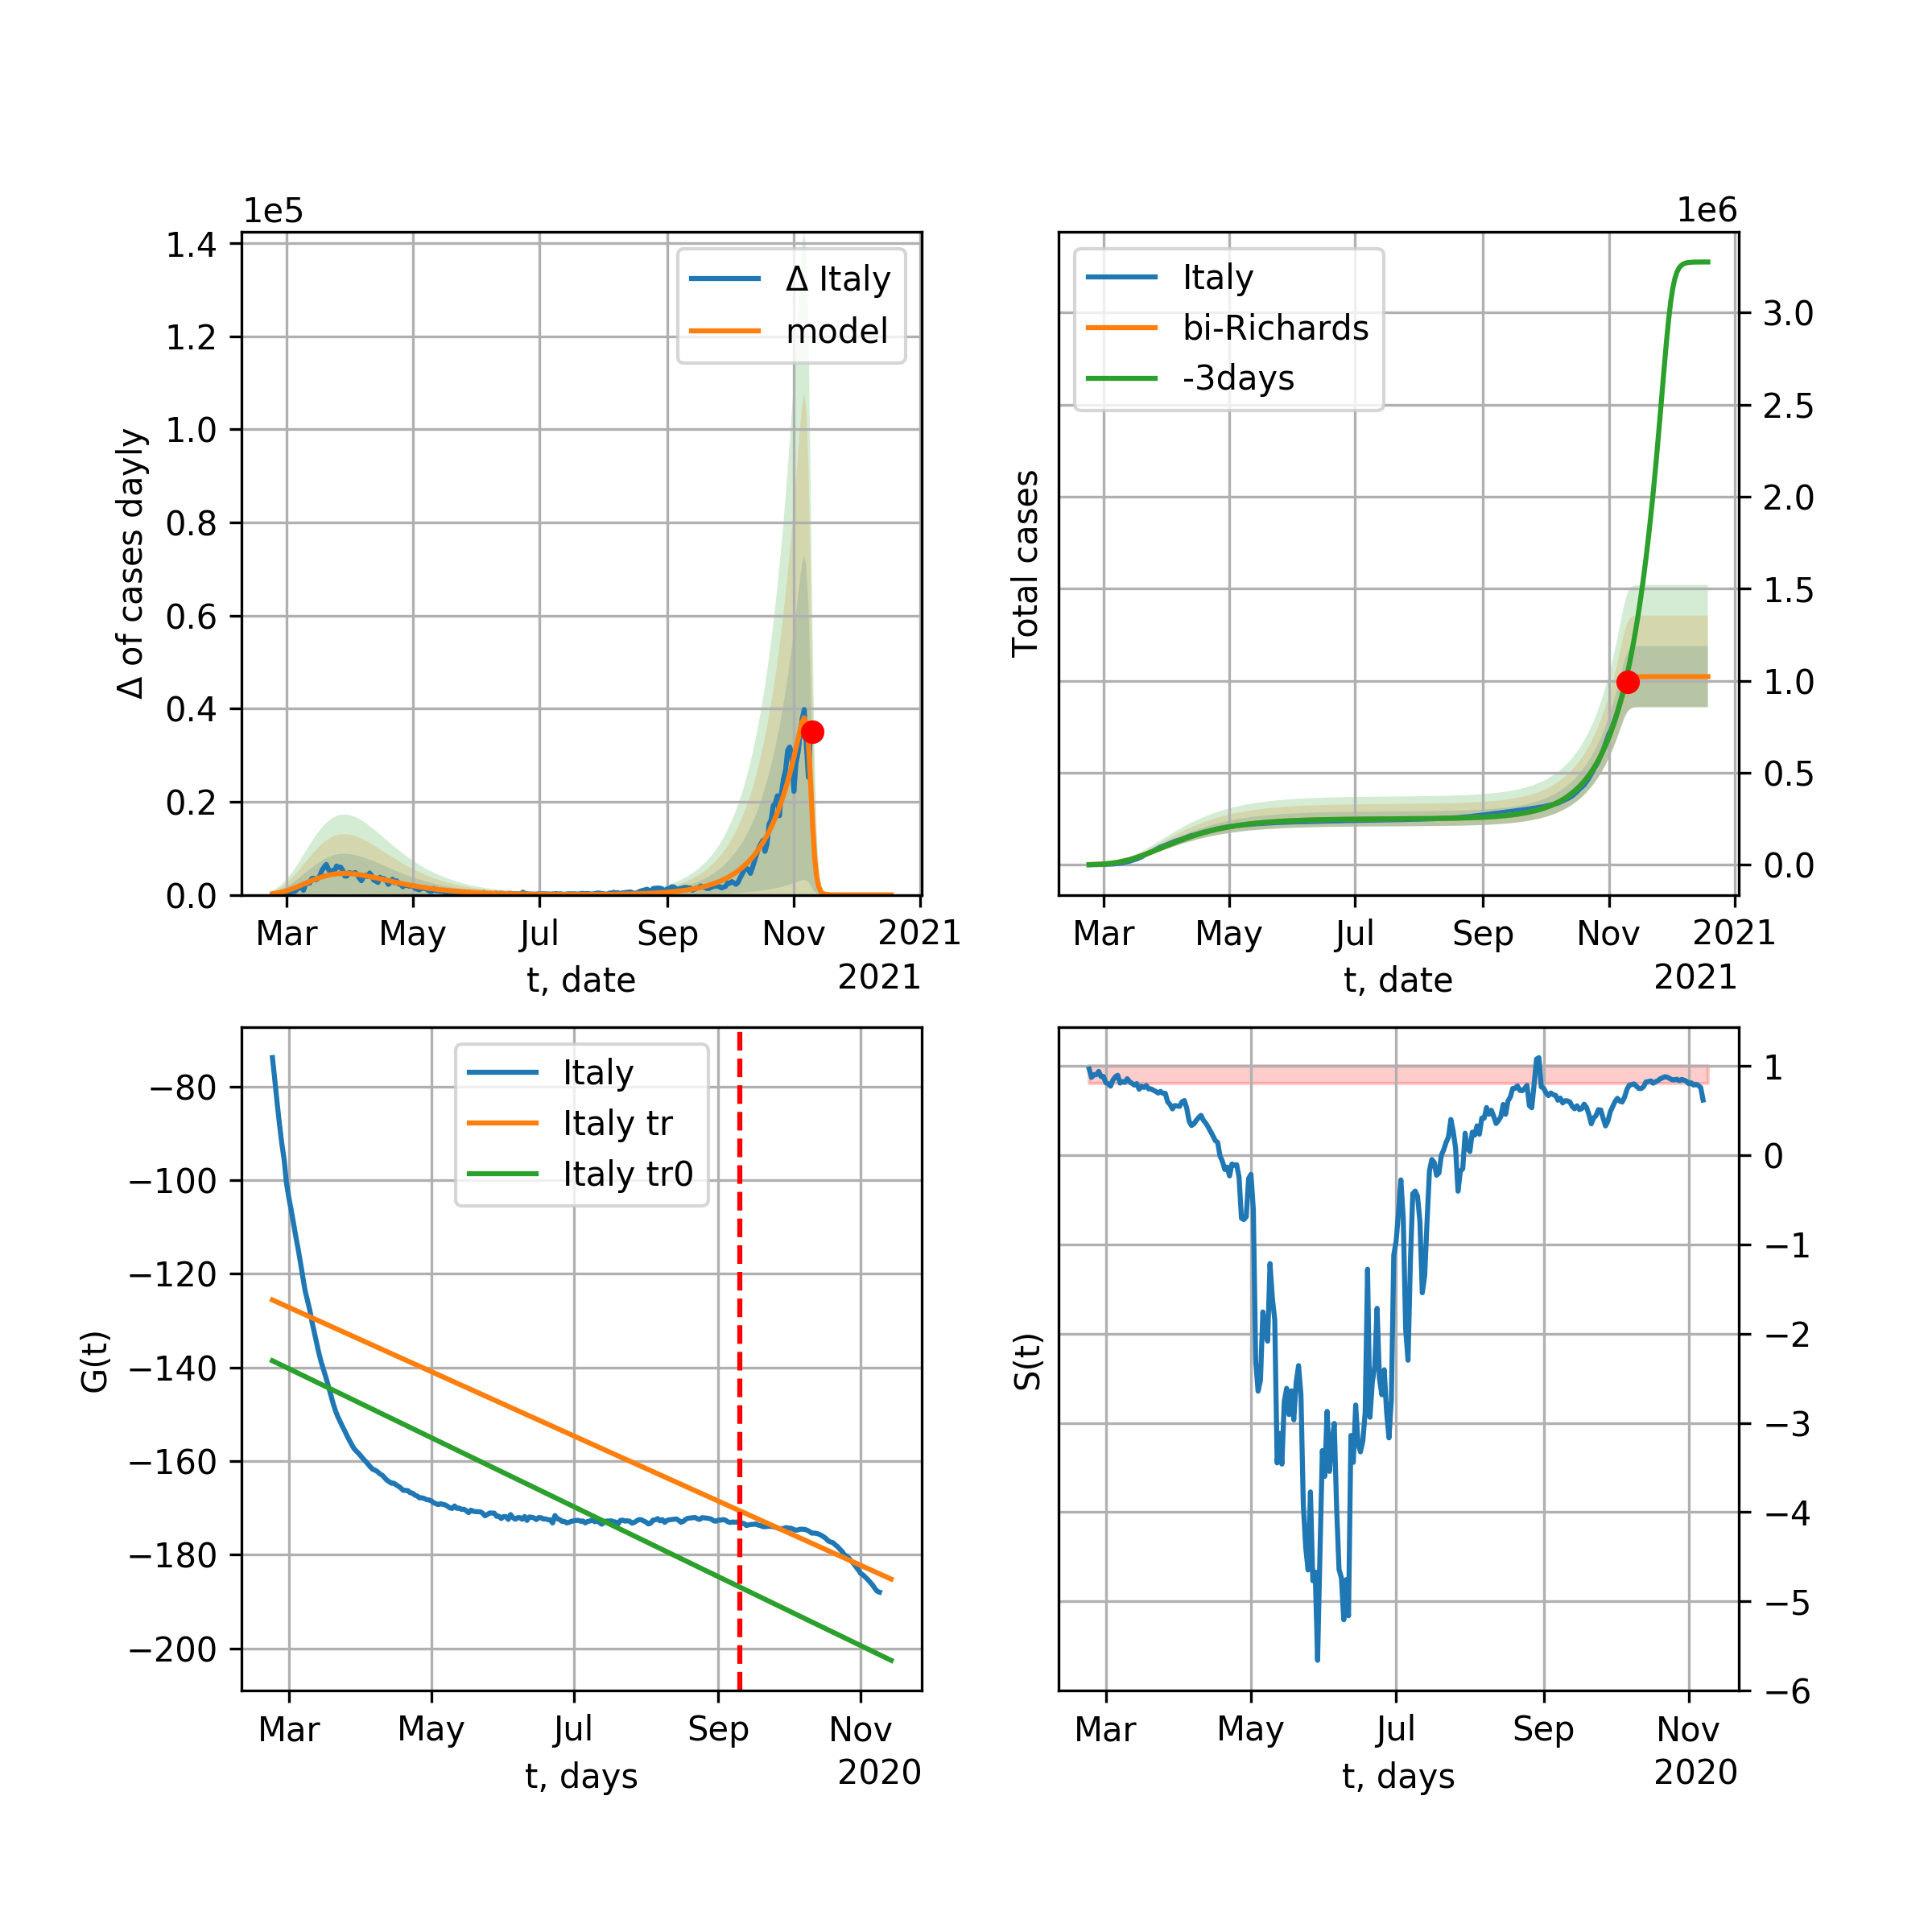 1e5
1.4
1.2
1.0
0.8
0.6
0.4
0.2
0.0
Δ of cases dayly
Δ Italy
model
Mar May Jul Sep Nov 2021
t, date
2021
1e6
Italy
bi-Richards
-3days
3.0
2.5
2.0
1.5
1.0
0.5
0.0
Total cases
Mar May Jul Sep Nov 2021
t, date
2021
−80
−100
−120
−140
−160
−180
−200
G(t)
Italy
Italy tr
Italy tr0
Mar May Jul Sep Nov
t, days
2020
1
0
−1
−2
−3
−4
−5
−6
S(t)
Mar May Jul Sep Nov
t, days
2020